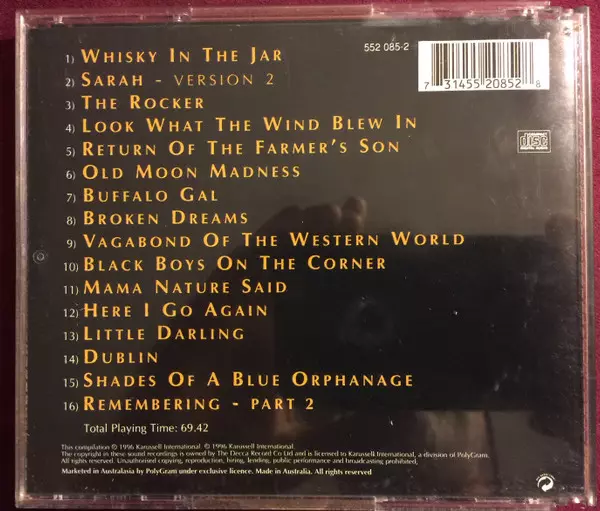 552 085-2
7 31455 20852 8
1) WHISKY IN THE JAR
2) SARAH - VERSION 2
3) THE ROCKER
4) LOOK WHAT THE WIND BLEW IN
5) RETURN OF THE FARMER'S SON
6) OLD MOON MADNESS
7) BUFFALO GAL
8) BROKEN DREAMS
9) VAGABOND OF THE WESTERN WORLD
10) BLACK BOYS ON THE CORNER
11) MAMA NATURE SAID
12) HERE I GO AGAIN
13) LITTLE DARLING
14) DUBLIN
15) SHADES OF A BLUE ORPHANAGE
16) REMEMBERING - PART 2
COMPACT
disc
DIGITAL AUDIO
Total Playing Time: 69.42
This compilation ℗ 1996 Karussell International. © 1996 Karussell International.
The copyright in these sound recordings is owned by The Decca Record Co Ltd and is licensed to Karussell International, a division of PolyGram.
All rights reserved. Unauthorised copying, reproduction, hiring, lending, public performance and broadcasting prohibited,
Marketed in Australasia by PolyGram under exclusive licence. Made in Australia. All rights reserved